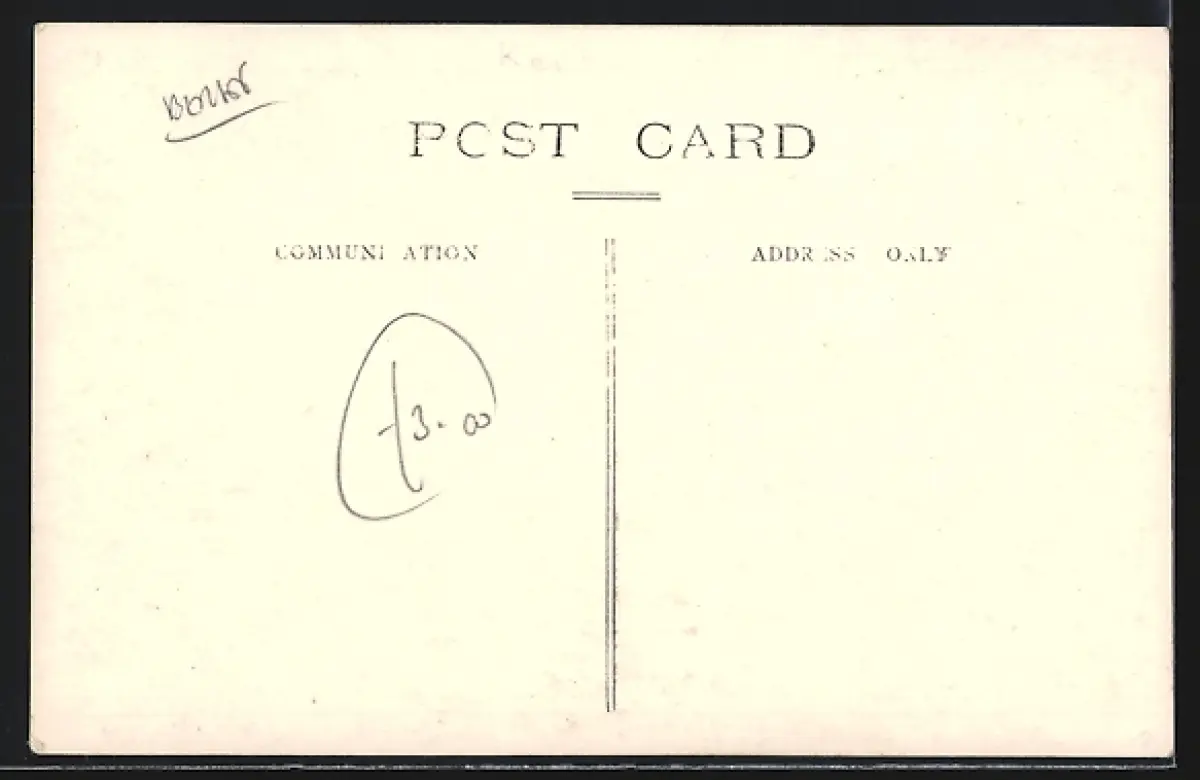 POST CARD
COMMUNICATION
ADDRESS ONLY
3.00